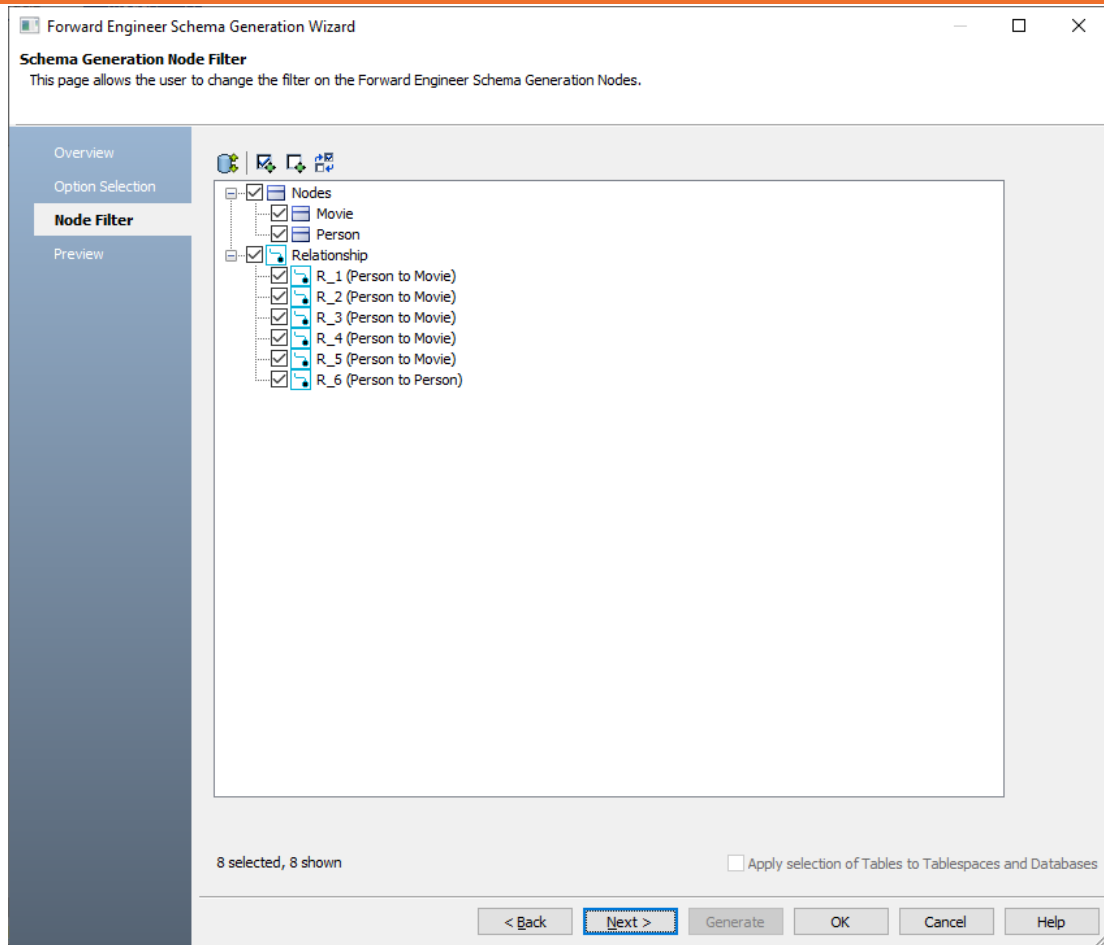 Forward Engineer Schema Generation Wizard
Schema Generation Node Filter
This page allows the user to change the filter on the Forward Engineer Schema Generation Nodes.
Overview
Option Selection
Node Filter
Preview
Nodes
Movie
Person
Relationship
R_1 (Person to Movie)
R_2 (Person to Movie)
R_3 (Person to Movie)
R_4 (Person to Movie)
R_5 (Person to Movie)
R_6 (Person to Person)
8 selected, 8 shown
Apply selection of Tables to Tablespaces and Databases
< Back Next > Generate OK Cancel Help